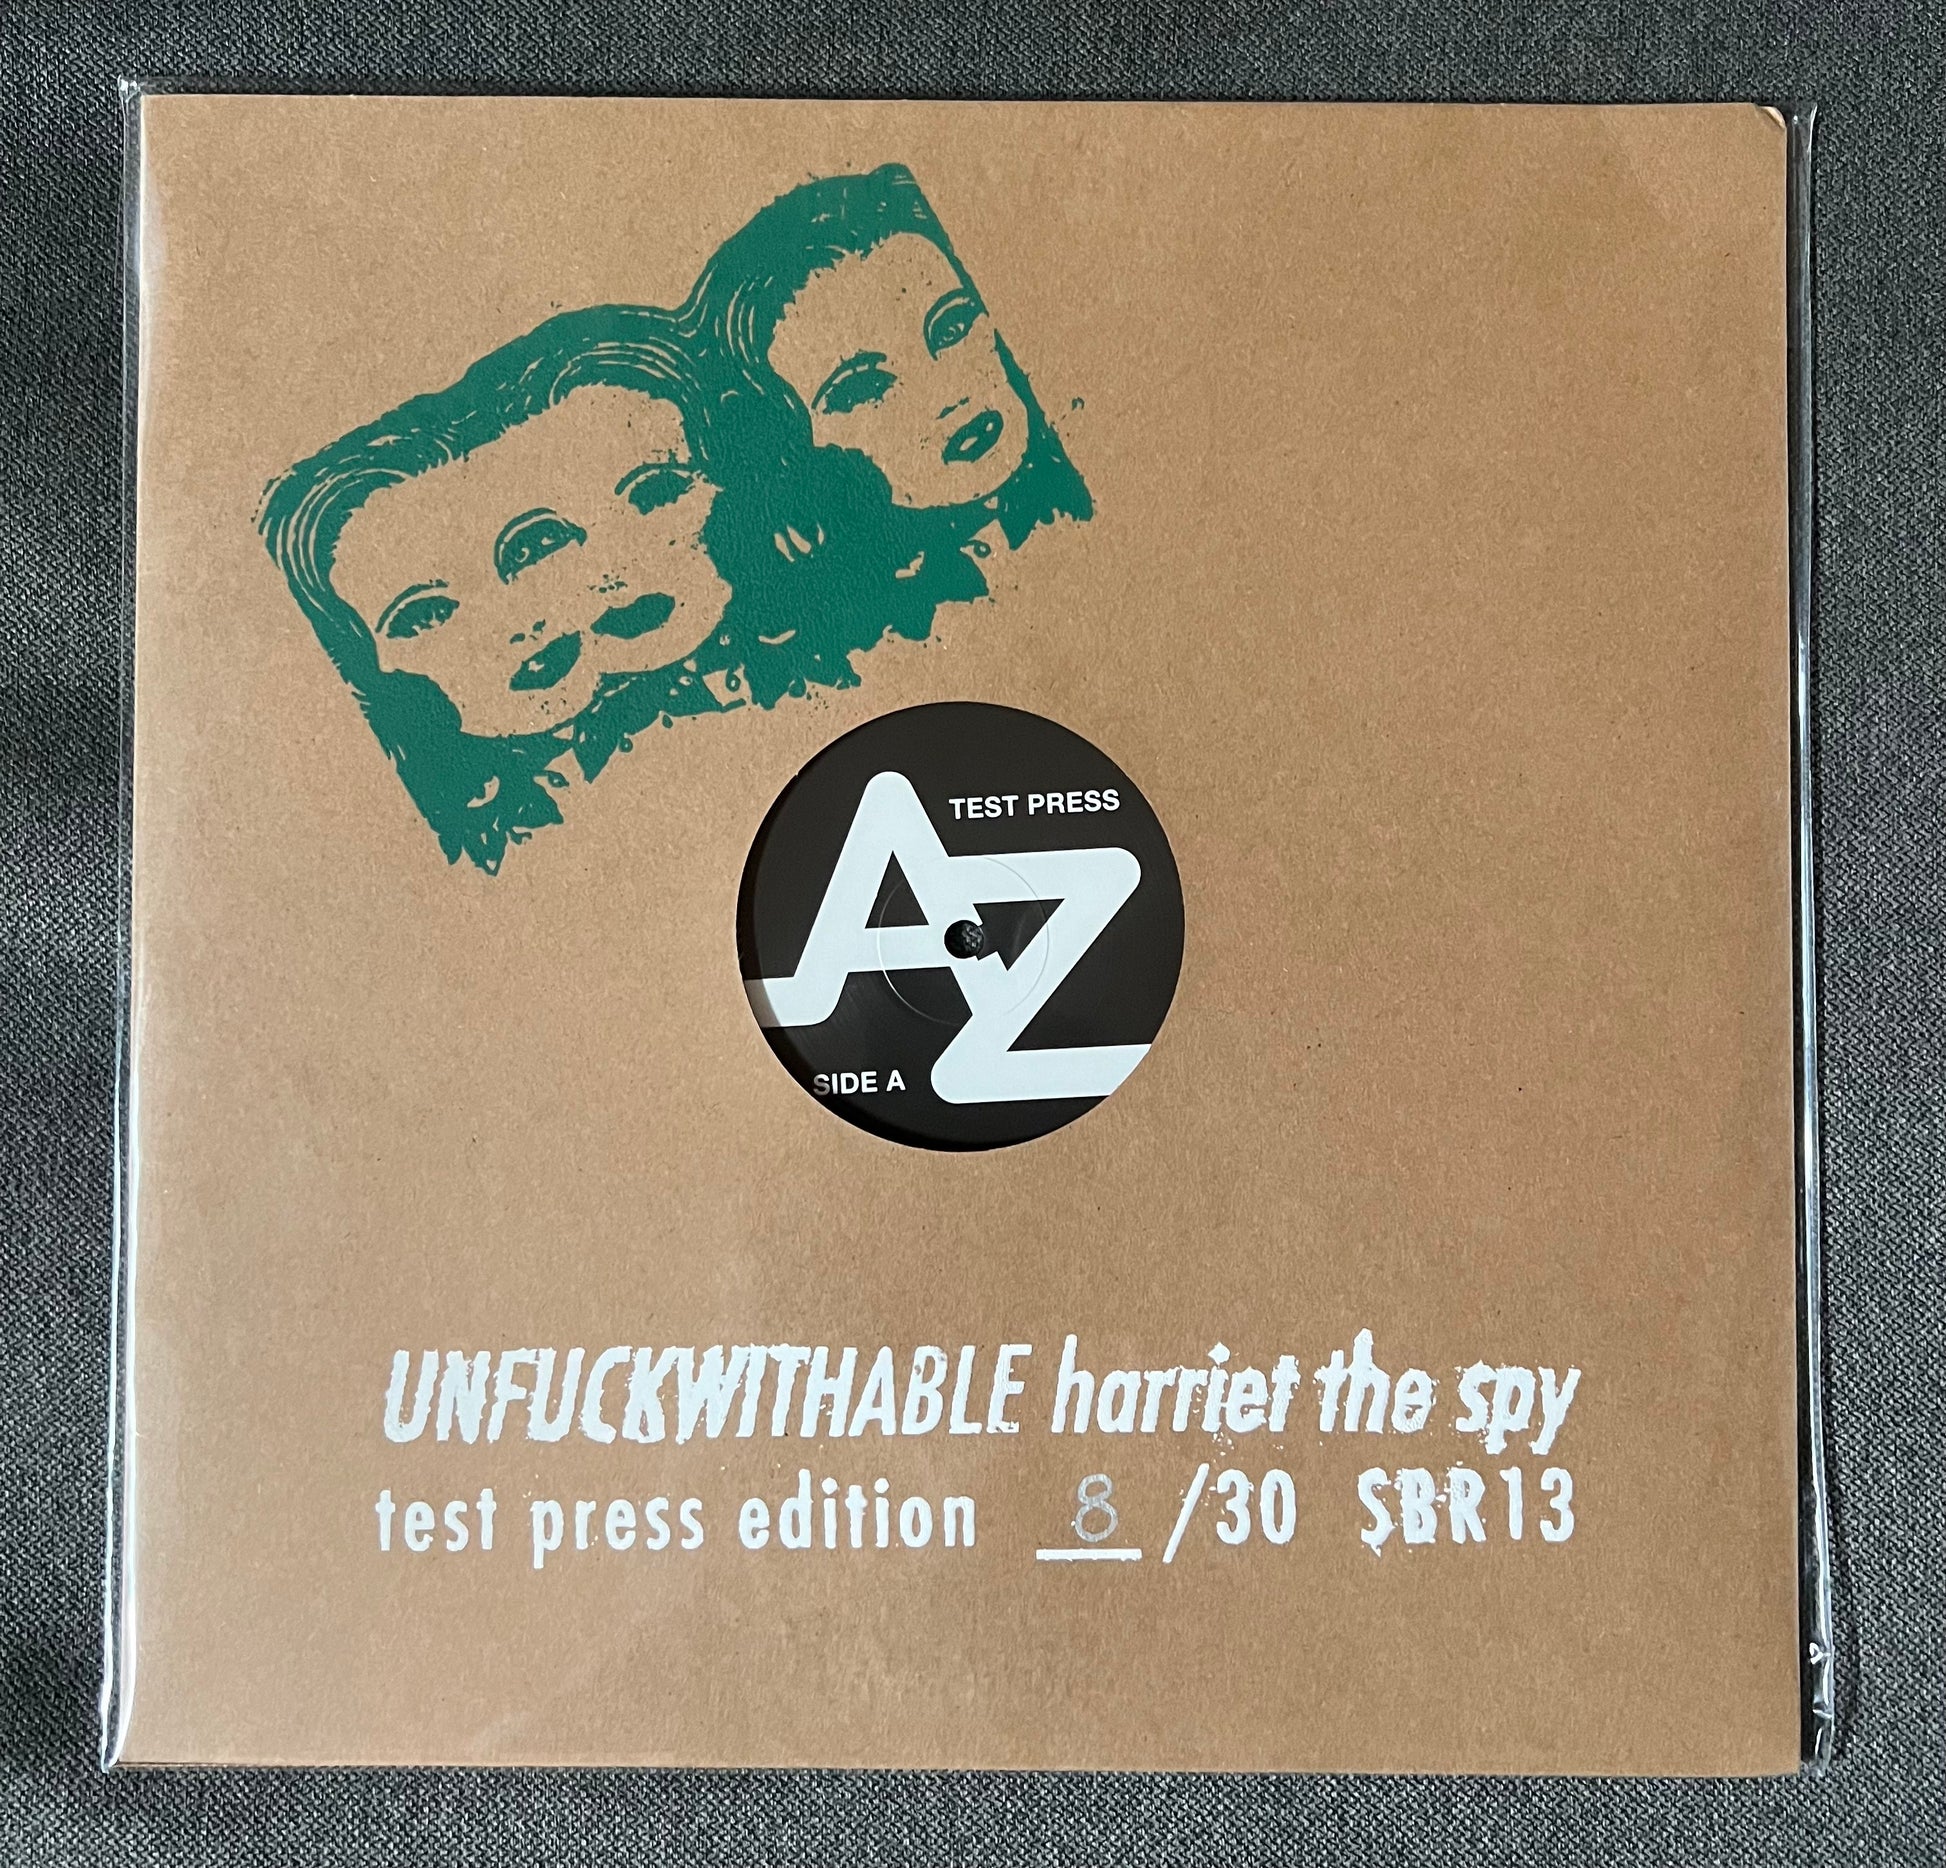 TEST PRESS
AZ
SIDE A
UNFUCKWITHABLE harriet the spy
test press edition 8 /30 SBR13